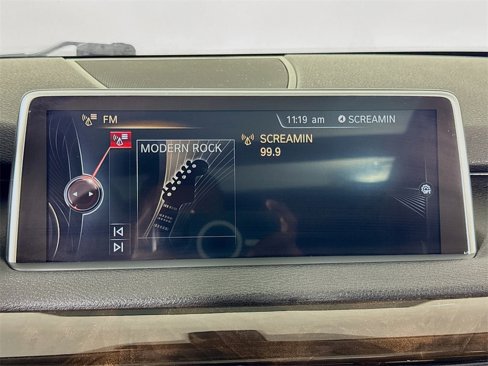 FM
11:19 am
SCREAMIN
MODERN ROCK
SCREAMIN
99.9